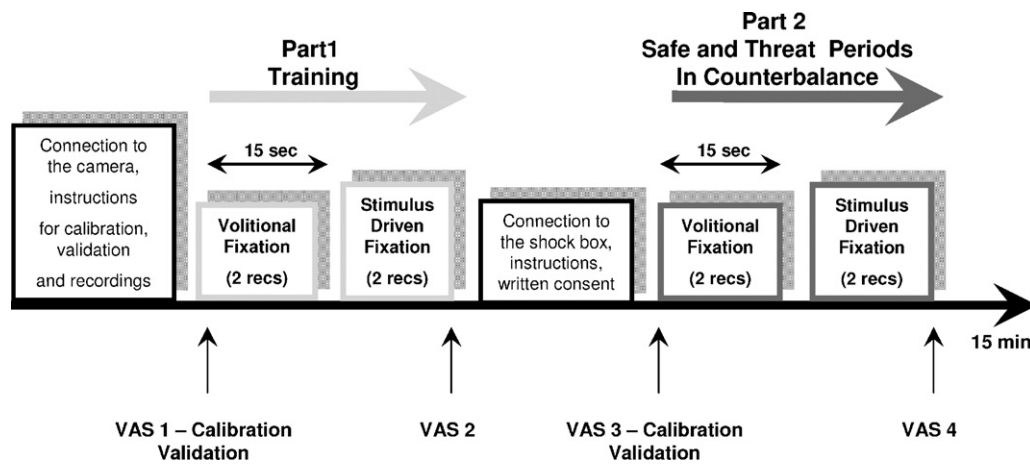 Part1
Training
Part 2
Safe and Threat Periods
In Counterbalance
Connection to
the camera,
instructions
for calibration,
validation
and recordings
15 sec
Volitional
Fixation
(2 recs)
Stimulus
Driven
Fixation
(2 recs)
Connection to
the shock box,
instructions,
written consent
15 sec
Volitional
Fixation
(2 recs)
Stimulus
Driven
Fixation
(2 recs)
15 min
VAS 1 – Calibration
Validation
VAS 2
VAS 3 – Calibration
Validation
VAS 4